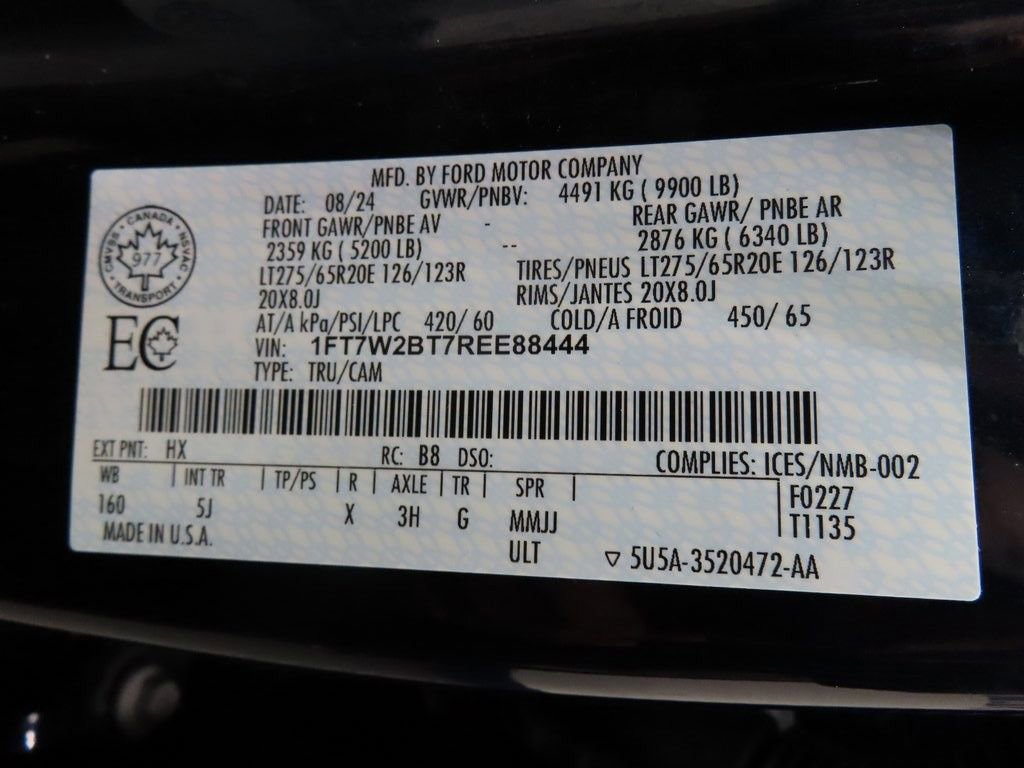 MFD. BY FORD MOTOR COMPANY
DATE: 08/24 GVWR/PNBV: 4491 KG ( 9900 LB)
FRONT GAWR/PNBE AV - REAR GAWR/ PNBE AR
2359 KG ( 5200 LB) -- 2876 KG ( 6340 LB)
LT275/65R20E 126/123R TIRES/PNEUS LT275/65R20E 126/123R
20X8.0J RIMS/JANTES 20X8.0J
AT/A kPa/PSI/LPC 420/ 60 COLD/A FROID 450/ 65
VIN: 1FT7W2BT7REE88444
TYPE: TRU/CAM
CANADA
CMVSS NSVAC
977
TRANSPORT
EC
EXT PNT: HX RC: B8 DSO: COMPLIES: ICES/NMB-002
WB | INT TR | TP/PS | R | AXLE | TR | SPR | F0227
160 5J X 3H G MMJJ T1135
MADE IN U.S.A. ULT ▽ 5U5A-3520472-AA